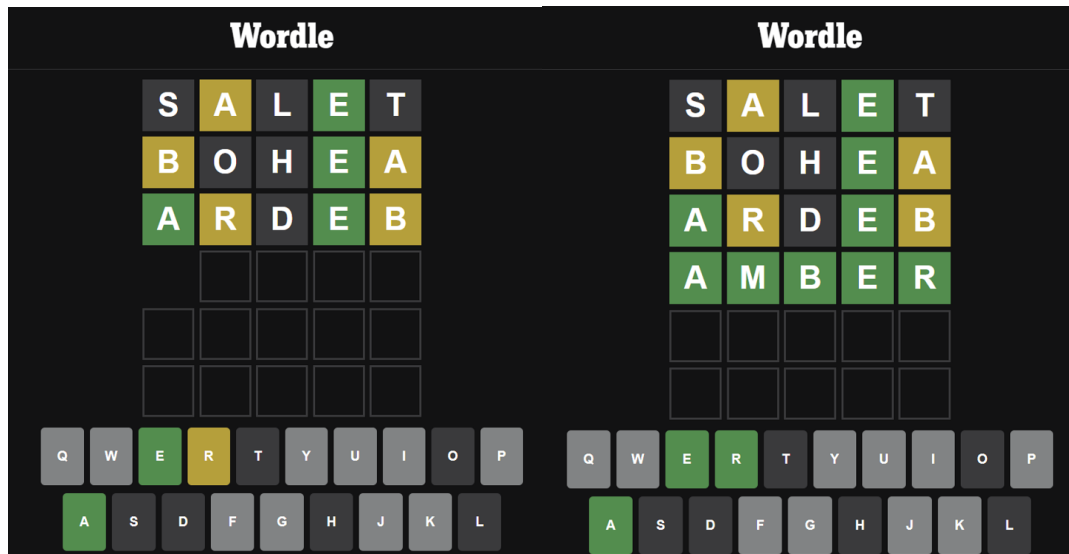 Wordle
SALET
BOHEA
ARDEB
QWERTYUIOP
ASDFGHJKL
Wordle
SALET
BOHEA
ARDEB
AMBER
QWERTYUIOP
ASDFGHJKL